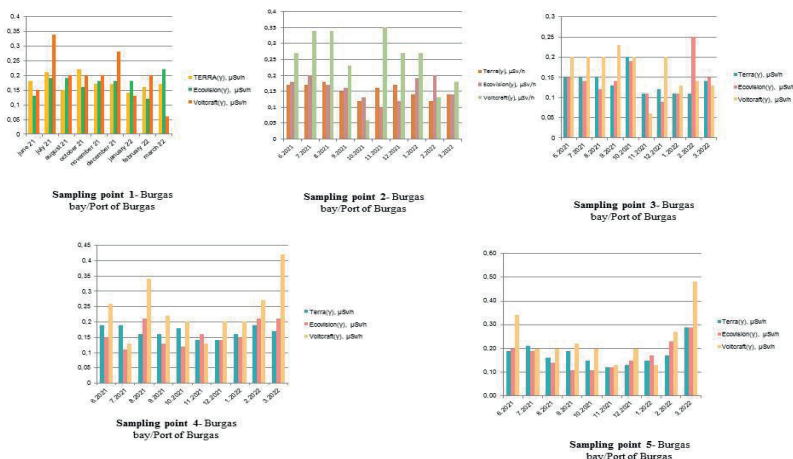 0,4
0,35
0,3
0,25
0,2
0,15
0,1
0,05
0
june 21
july 21
august 21
october 21
november 21
december 21
january 22
february 22
march 22
TERRA(γ), µSv/h
Ecovision(γ), µSv/h
Voltcraft(γ), µSv/h
Sampling point 1- Burgas
bay/Port of Burgas
0,4
0,35
0,3
0,25
0,2
0,15
0,1
0,05
0
6.2021
7.2021
8.2021
9.2021
10.2021
11.2021
12.2021
1.2022
2.2022
3.2022
Terra(γ), µSv/h
Ecovision(γ), µSv/h
Voltcraft(γ), µSv/h
Sampling point 2- Burgas
bay/Port of Burgas
0,3
0,25
0,2
0,15
0,1
0,05
0
6.2021
7.2021
8.2021
9.2021
10.2021
11.2021
12.2021
1.2022
2.2022
3.2022
Terra(γ), µSv/h
Ecovision(γ), µSv/h
Voltcraft(γ), µSv/h
Sampling point 3- Burgas
bay/Port of Burgas
0,45
0,4
0,35
0,3
0,25
0,2
0,15
0,1
0,05
0
6.2021
7.2021
8.2021
9.2021
10.2021
11.2021
12.2021
1.2022
2.2022
3.2022
Terra(γ), µSv/h
Ecovision(γ), µSv/h
Voltcraft(γ), µSv/h
Sampling point 4- Burgas
bay/Port of Burgas
0,60
0,50
0,40
0,30
0,20
0,10
0,00
6.2021
7.2021
8.2021
9.2021
10.2021
11.2021
12.2021
1.2022
2.2022
3.2022
Terra(γ), µSv/h
Ecovision(γ), µSv/h
Voltcraft(γ), µSv/h
Sampling point 5- Burgas
bay/Port of Burgas